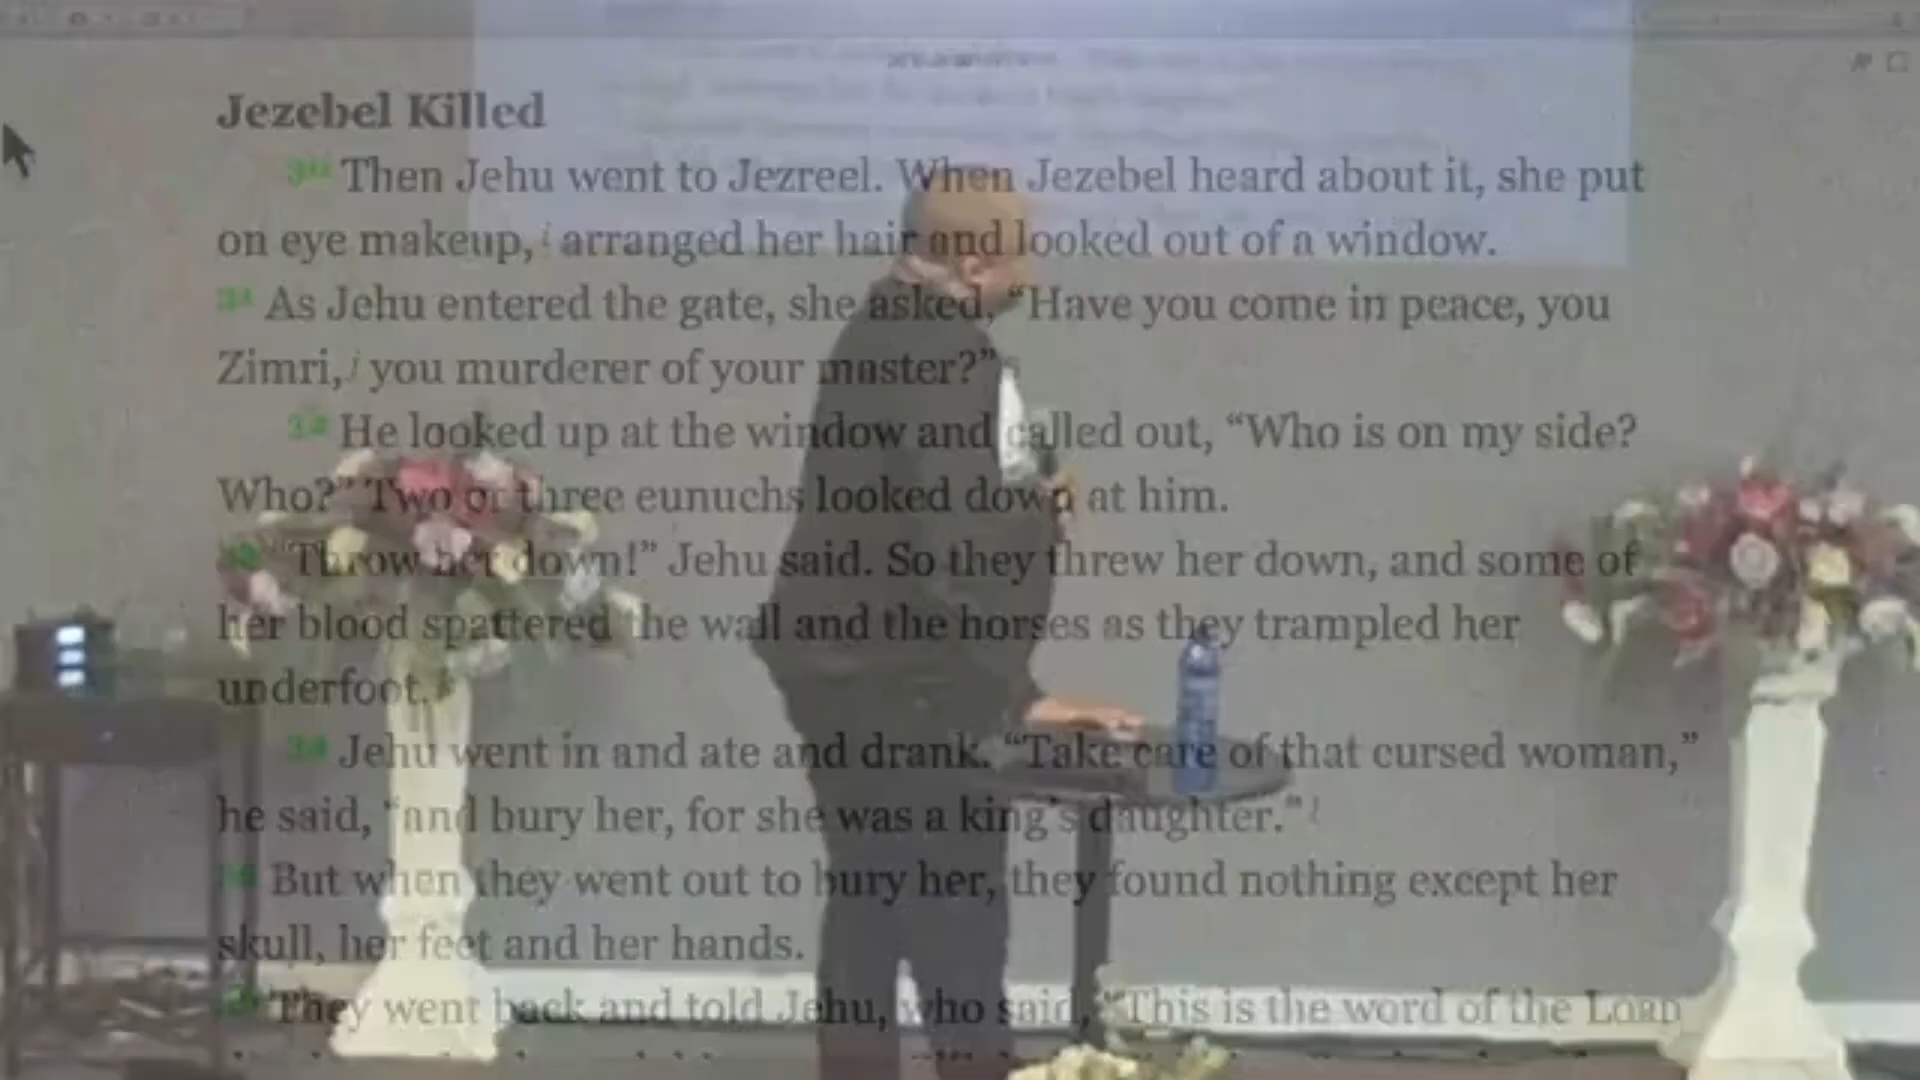 Jezebel Killed
30 Then Jehu went to Jezreel. When Jezebel heard about it, she put
on eye makeup, i arranged her hair and looked out of a window.
31 As Jehu entered the gate, she asked, “Have you come in peace, you
Zimri, j you murderer of your master?”
32 He looked up at the window and called out, “Who is on my side?
Who?” Two or three eunuchs looked down at him.
“Throw her down!” Jehu said. So they threw her down, and some of
her blood spattered the wall and the horses as they trampled her
underfoot.
34 Jehu went in and ate and drank. “Take care of that cursed woman,”
he said, “and bury her, for she was a king’s daughter.”
But when they went out to bury her, they found nothing except her
skull, her feet and her hands.
They went back and told Jehu, who said, “This is the word of the LORD